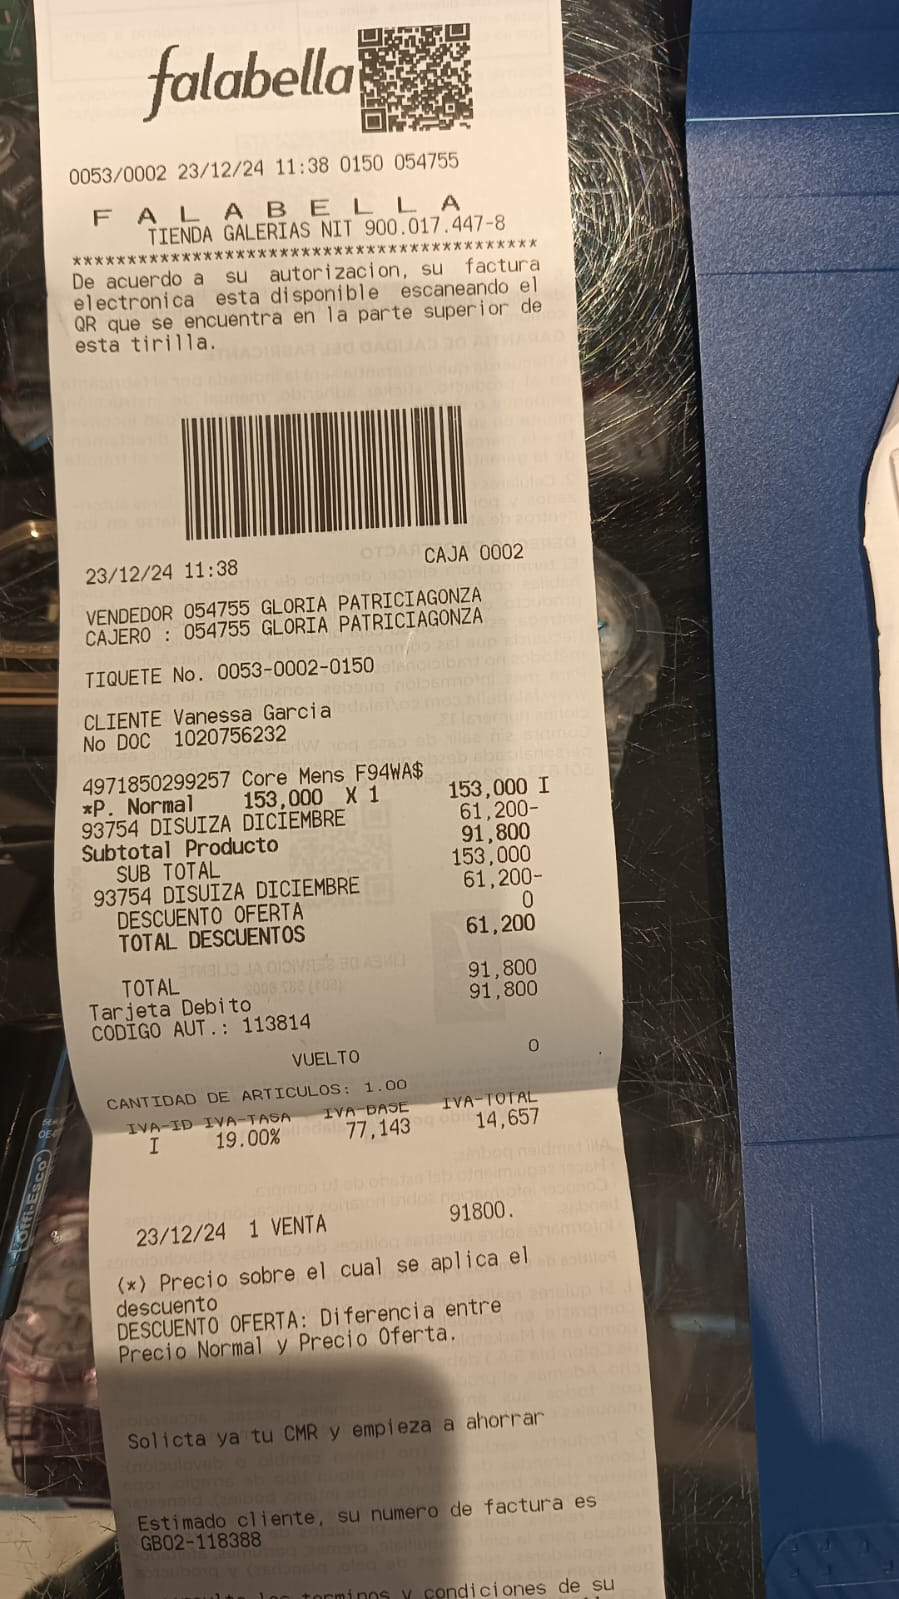 falabella
0053/0002 23/12/24 11:38 0150 054755
F A L A B E L L A
TIENDA GALERIAS NIT 900.017.447-8
******************************************
De acuerdo a su autorizacion, su factura
electronica esta disponible escaneando el
QR que se encuentra en la parte superior de
esta tirilla.
23/12/24 11:38 CAJA 0002
VENDEDOR 054755 GLORIA PATRICIAGONZA
CAJERO : 054755 GLORIA PATRICIAGONZA
TIQUETE No. 0053-0002-0150
CLIENTE Vanessa Garcia
No DOC 1020756232
4971850299257 Core Mens F94WA$
*P. Normal 153,000 X 1 153,000 I
93754 DISUIZA DICIEMBRE 61,200-
Subtotal Producto 91,800
SUB TOTAL 153,000
93754 DISUIZA DICIEMBRE 61,200-
DESCUENTO OFERTA 0
TOTAL DESCUENTOS 61,200
TOTAL 91,800
Tarjeta Debito 91,800
CODIGO AUT.: 113814
VUELTO 0
CANTIDAD DE ARTICULOS: 1.00
IVA-ID IVA-TASA IVA-BASE IVA-TOTAL
I 19.00% 77,143 14,657
23/12/24 1 VENTA 91800.
(*) Precio sobre el cual se aplica el
descuento
DESCUENTO OFERTA: Diferencia entre
Precio Normal y Precio Oferta.
Solicta ya tu CMR y empieza a ahorrar
Estimado cliente, su numero de factura es
GB02-118388
terminos y condiciones de su
Offi-Esco